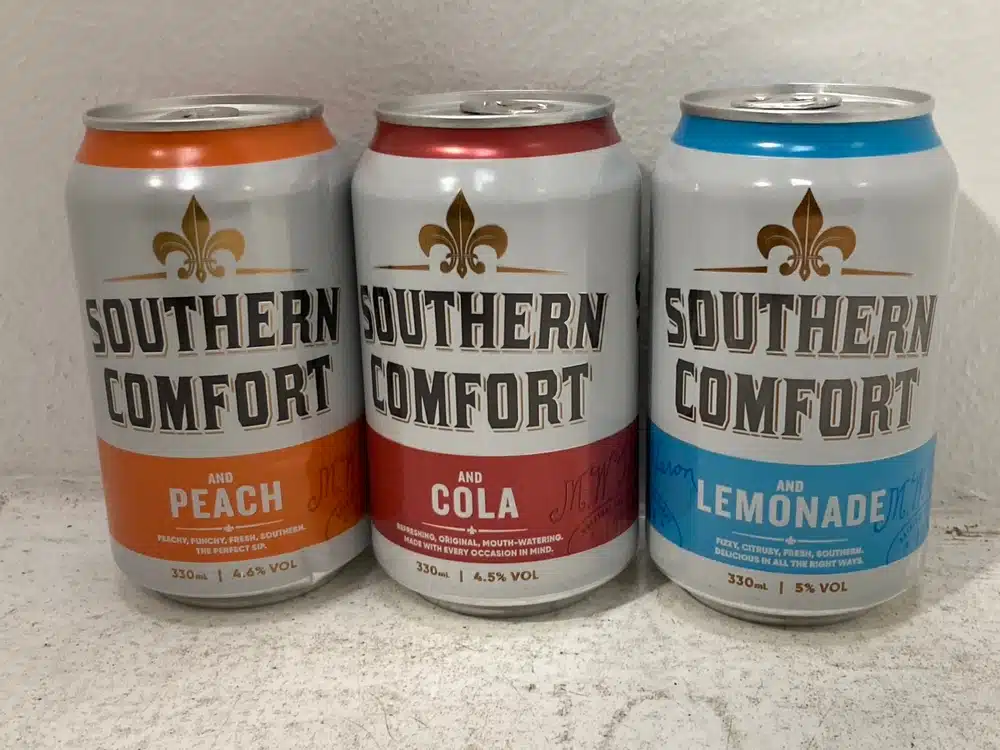 SOUTHERN
COMFORT
AND
PEACH
PEACHY, PUNCHY, FRESH, SOUTHERN.
THE PERFECT SIP.
330mL | 4.6% VOL
SOUTHERN
COMFORT
AND
COLA
REFRESHING, ORIGINAL, MOUTH-WATERING.
MADE WITH EVERY OCCASION IN MIND.
330mL | 4.5% VOL
SOUTHERN
COMFORT
AND
LEMONADE
FIZZY, CITRUSY, FRESH, SOUTHERN.
DELICIOUS IN ALL THE RIGHT WAYS.
330mL | 5% VOL